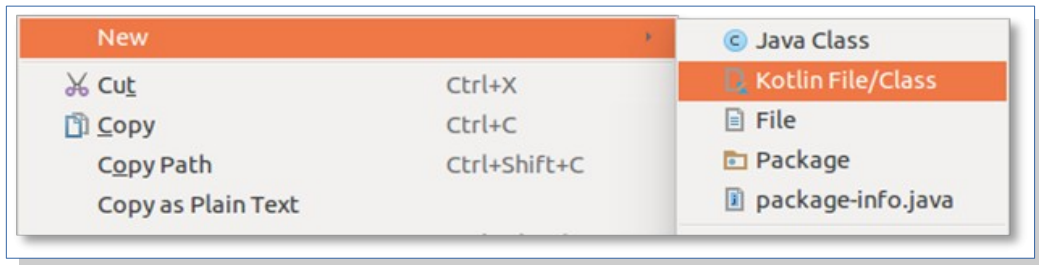 New
Cut Ctrl+X
Copy Ctrl+C
Copy Path Ctrl+Shift+C
Copy as Plain Text
Java Class
Kotlin File/Class
File
Package
package-info.java